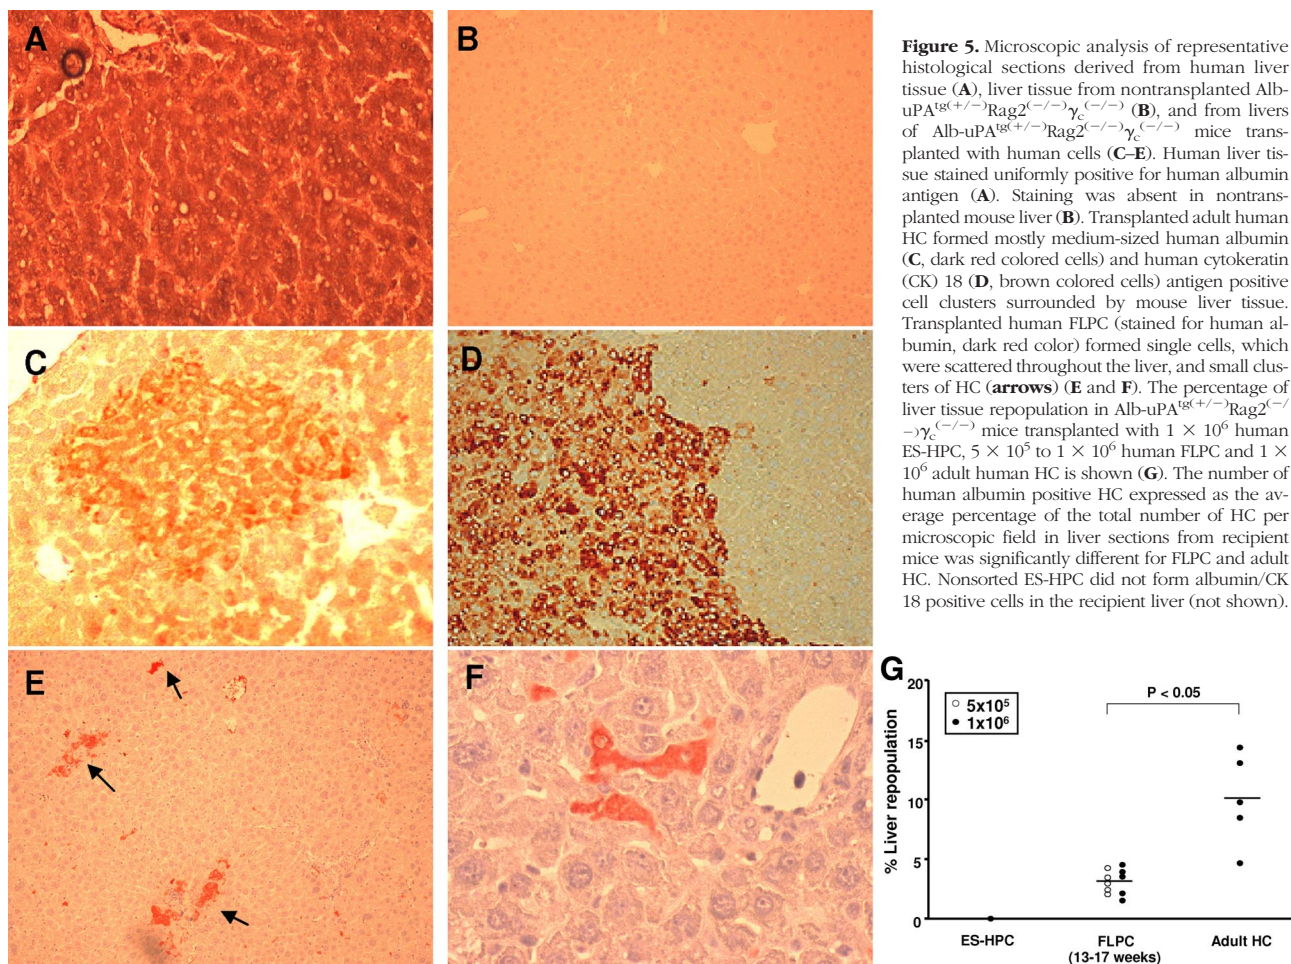 A
B
Figure 5. Microscopic analysis of representative
histological sections derived from human liver
tissue (A), liver tissue from nontransplanted Alb-
uPA^tg(+/−)Rag2^(−/−)γc^(−/−) (B), and from livers
of Alb-uPA^tg(+/−)Rag2^(−/−)γc^(−/−) mice trans-
planted with human cells (C–E). Human liver tis-
sue stained uniformly positive for human albumin
antigen (A). Staining was absent in nontrans-
planted mouse liver (B). Transplanted adult human
HC formed mostly medium-sized human albumin
(C, dark red colored cells) and human cytokeratin
(CK) 18 (D, brown colored cells) antigen positive
cell clusters surrounded by mouse liver tissue.
Transplanted human FLPC (stained for human al-
bumin, dark red color) formed single cells, which
were scattered throughout the liver, and small clus-
ters of HC (arrows) (E and F). The percentage of
liver tissue repopulation in Alb-uPA^tg(+/−)Rag2^(−/
−)γc^(−/−) mice transplanted with 1 × 10⁶ human
ES-HPC, 5 × 10⁵ to 1 × 10⁶ human FLPC and 1 ×
10⁶ adult human HC is shown (G). The number of
human albumin positive HC expressed as the av-
erage percentage of the total number of HC per
microscopic field in liver sections from recipient
mice was significantly different for FLPC and adult
HC. Nonsorted ES-HPC did not form albumin/CK
18 positive cells in the recipient liver (not shown).
C
D
E
F
G
% Liver repopulation
20
15
10
5
0
○ 5x10⁵
● 1x10⁶
P < 0.05
ES-HPC
FLPC
(13-17 weeks)
Adult HC